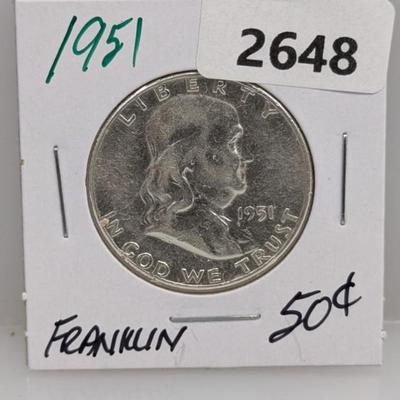 1951
2648
LIBERTY
1951
IN GOD WE TRUST
FRANKLIN
50¢